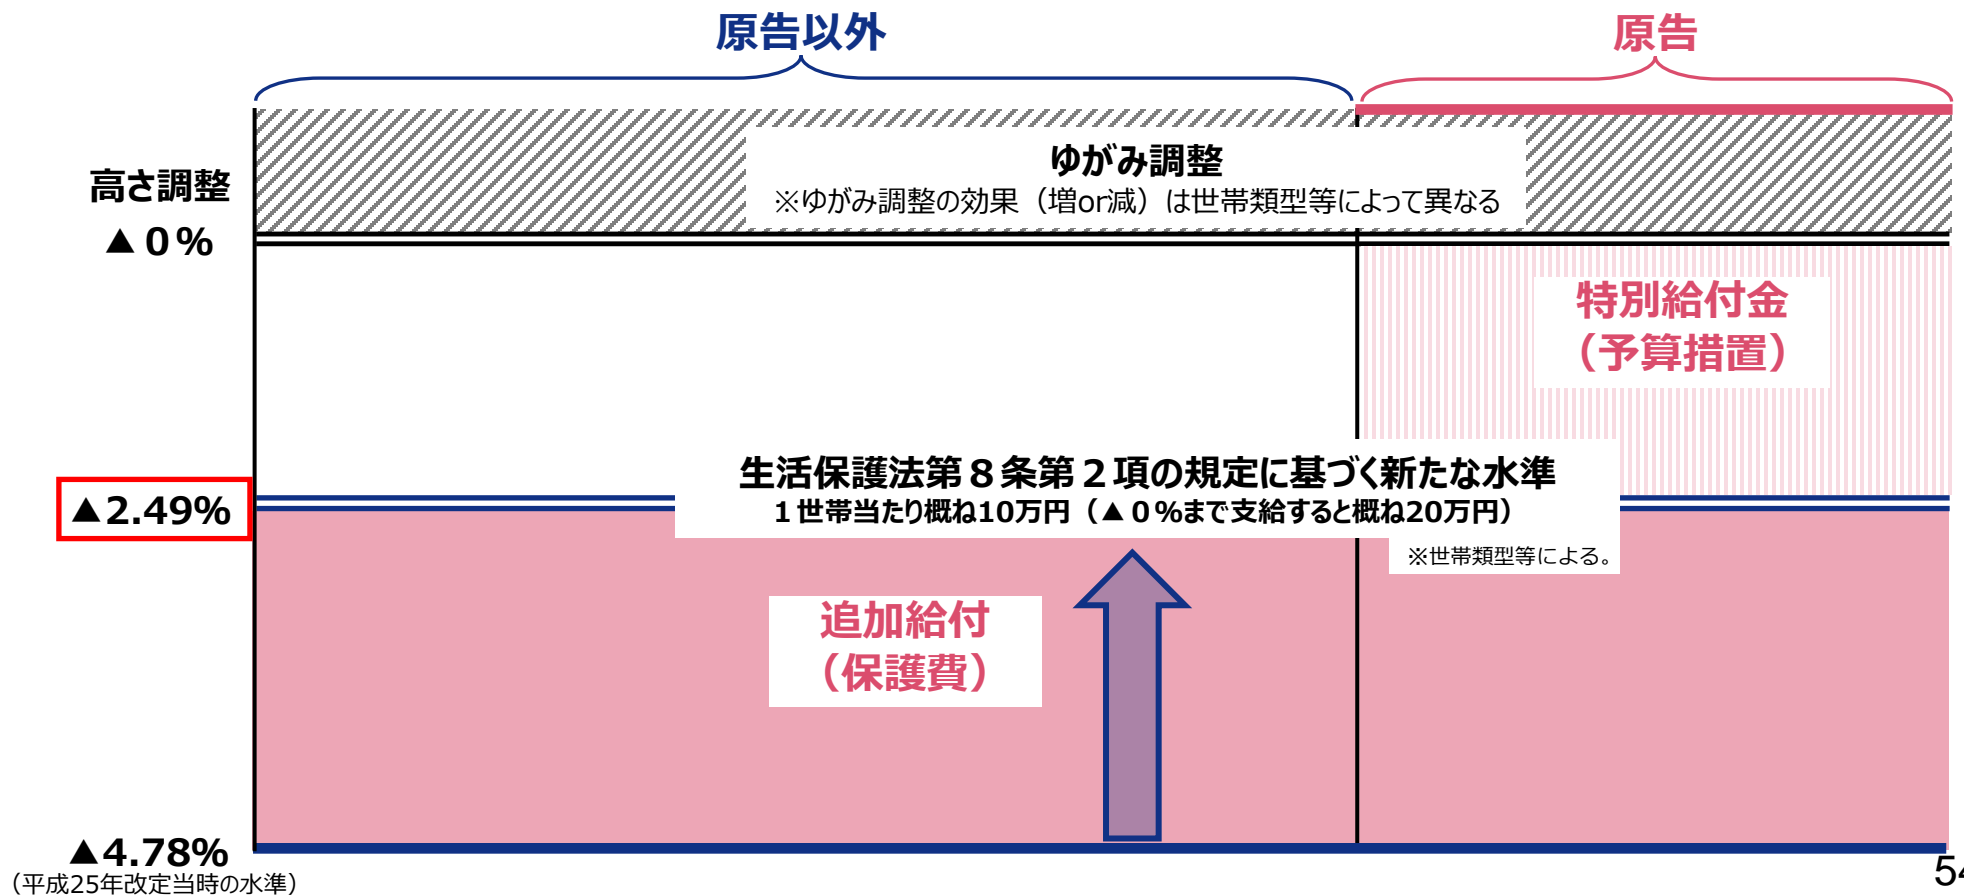 原告以外
原告
ゆがみ調整
※ゆがみ調整の効果（増or減）は世帯類型等によって異なる
高さ調整
▲０％
特別給付金
（予算措置）
生活保護法第８条第２項の規定に基づく新たな水準
１世帯当たり概ね10万円（▲０％まで支給すると概ね20万円）
▲2.49%
※世帯類型等による。
追加給付
（保護費）
▲4.78%
（平成25年改定当時の水準）
54